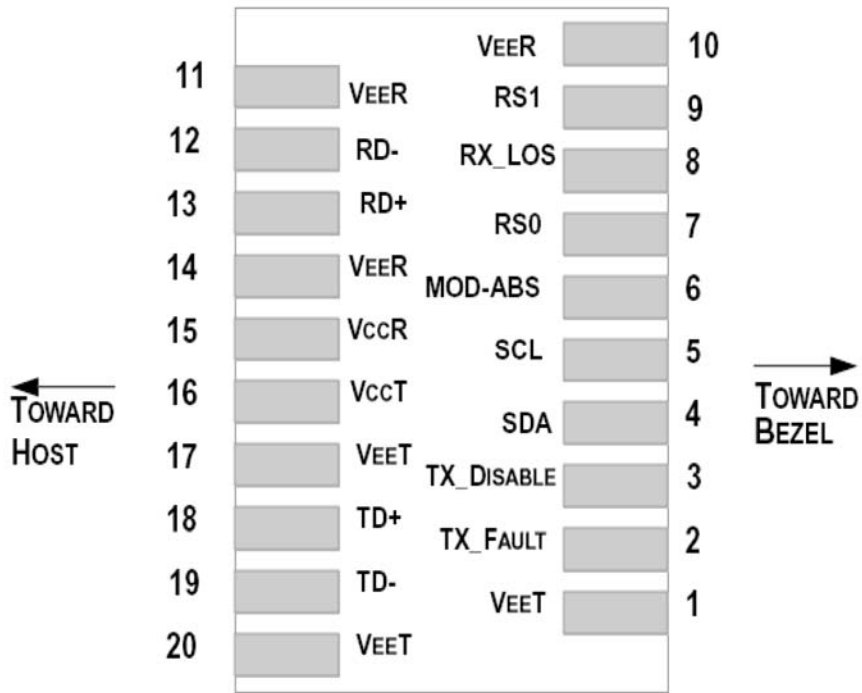 11 VEER
12 RD-
13 RD+
14 VEER
15 VCCR
16 VCCT
17 VEET
18 TD+
19 TD-
20 VEET
VEER 10
RS1 9
RX_LOS 8
RS0 7
MOD-ABS 6
SCL 5
SDA 4
TX_DISABLE 3
TX_FAULT 2
VEET 1
TOWARD
HOST
TOWARD
BEZEL